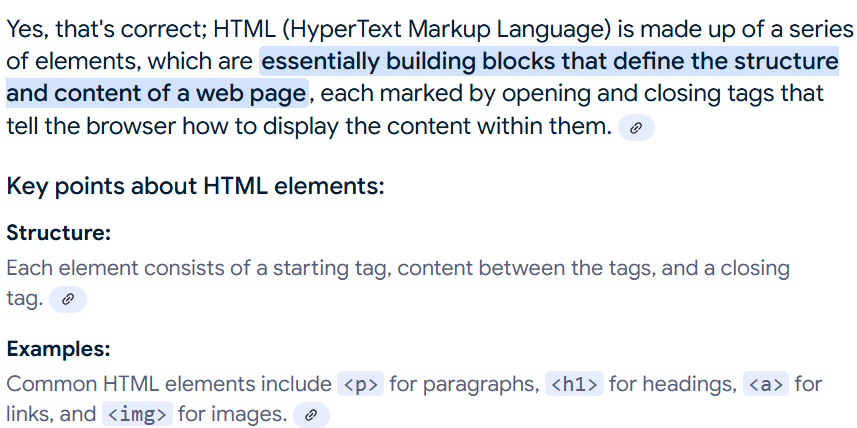 Yes, that's correct; HTML (HyperText Markup Language) is made up of a series
of elements, which are essentially building blocks that define the structure
and content of a web page, each marked by opening and closing tags that
tell the browser how to display the content within them.
Key points about HTML elements:
Structure:
Each element consists of a starting tag, content between the tags, and a closing
tag.
Examples:
Common HTML elements include <p> for paragraphs, <h1> for headings, <a> for
links, and <img> for images.